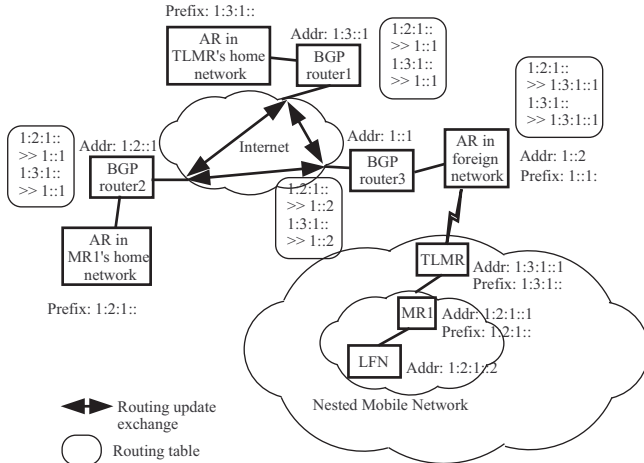 Prefix: 1:3:1::
AR in
TLMR's home
network
Addr: 1:3::1
BGP
router1
1:2:1::
>> 1::1
1:3:1::
>> 1::1
1:2:1::
>> 1:3:1::1
1:3:1::
>> 1:3:1::1
1:2:1::
>> 1::1
1:3:1::
>> 1::1
Addr: 1:2::1
BGP
router2
Internet
Addr: 1::1
BGP
router3
AR in
foreign
network
Addr: 1::2
Prefix: 1::1:
1:2:1::
>> 1::2
1:3:1::
>> 1::2
AR in
MR1's home
network
Prefix: 1:2:1::
TLMR
Addr: 1:3:1::1
Prefix: 1:3:1::
MR1
Addr: 1:2:1::1
Prefix: 1:2:1::
LFN
Addr: 1:2:1::2
Nested Mobile Network
Routing update
exchange
Routing table